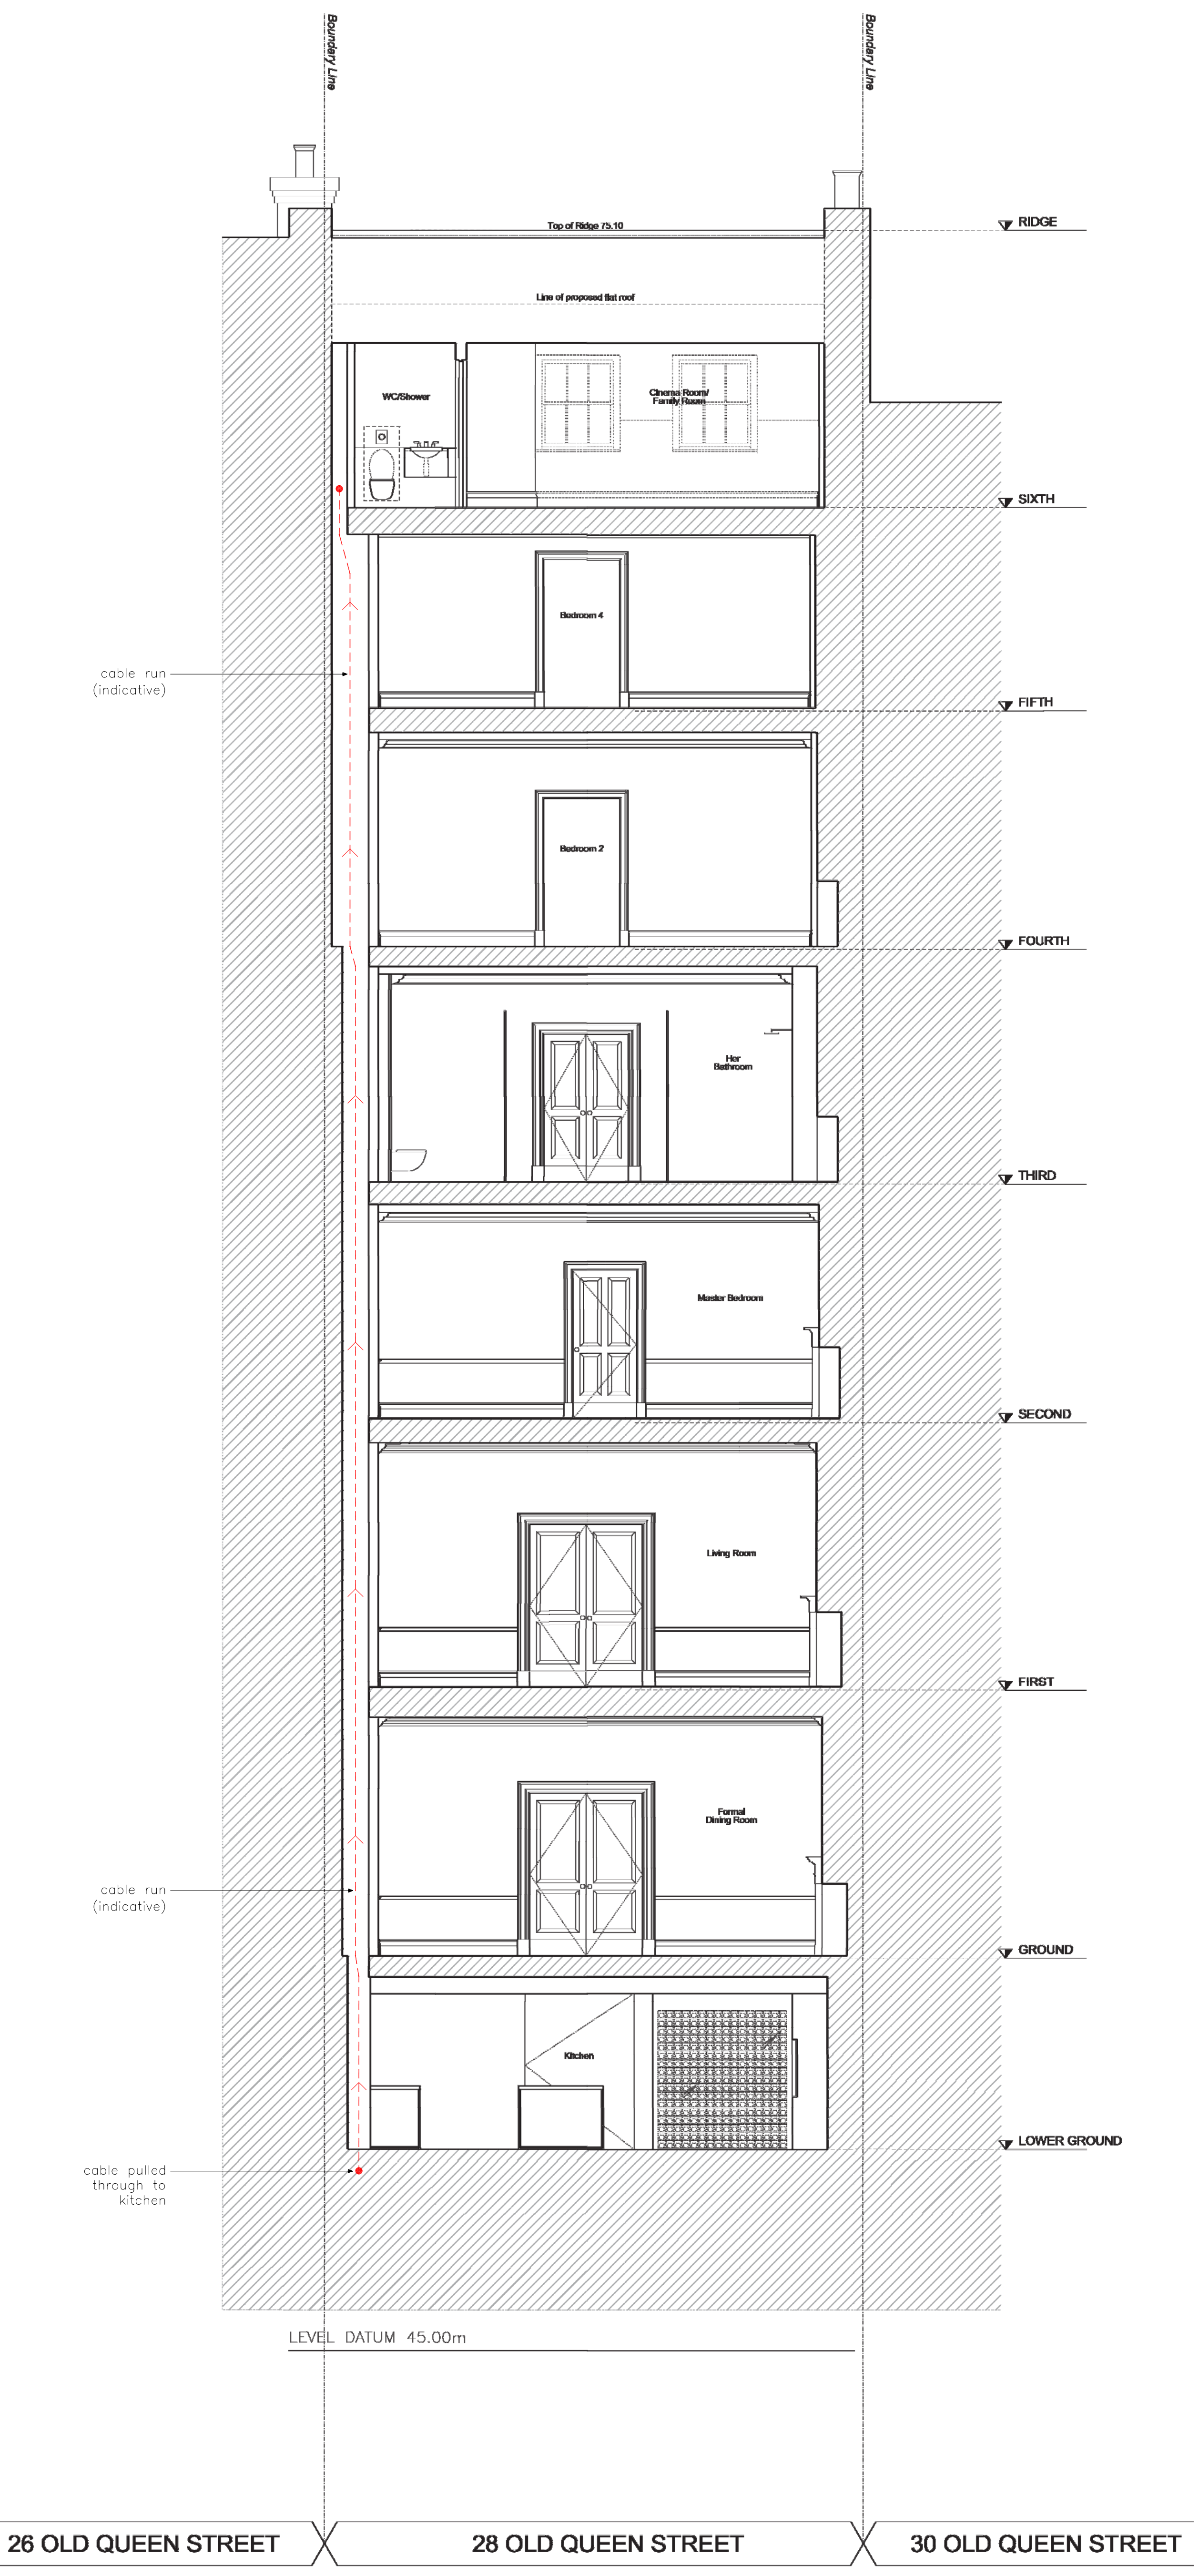 Boundary Line
Boundary Line
Top of Ridge 75.10
RIDGE
Line of proposed flat roof
WC/Shower
Cinema Room/
Family Room
SIXTH
Bedroom 4
cable run
(indicative)
FIFTH
Bedroom 2
FOURTH
Her
Bathroom
THIRD
Master Bedroom
SECOND
Living Room
FIRST
Formal
Dining Room
cable run
(indicative)
GROUND
Kitchen
LOWER GROUND
cable pulled
through to
kitchen
LEVEL DATUM 45.00m
26 OLD QUEEN STREET
28 OLD QUEEN STREET
30 OLD QUEEN STREET